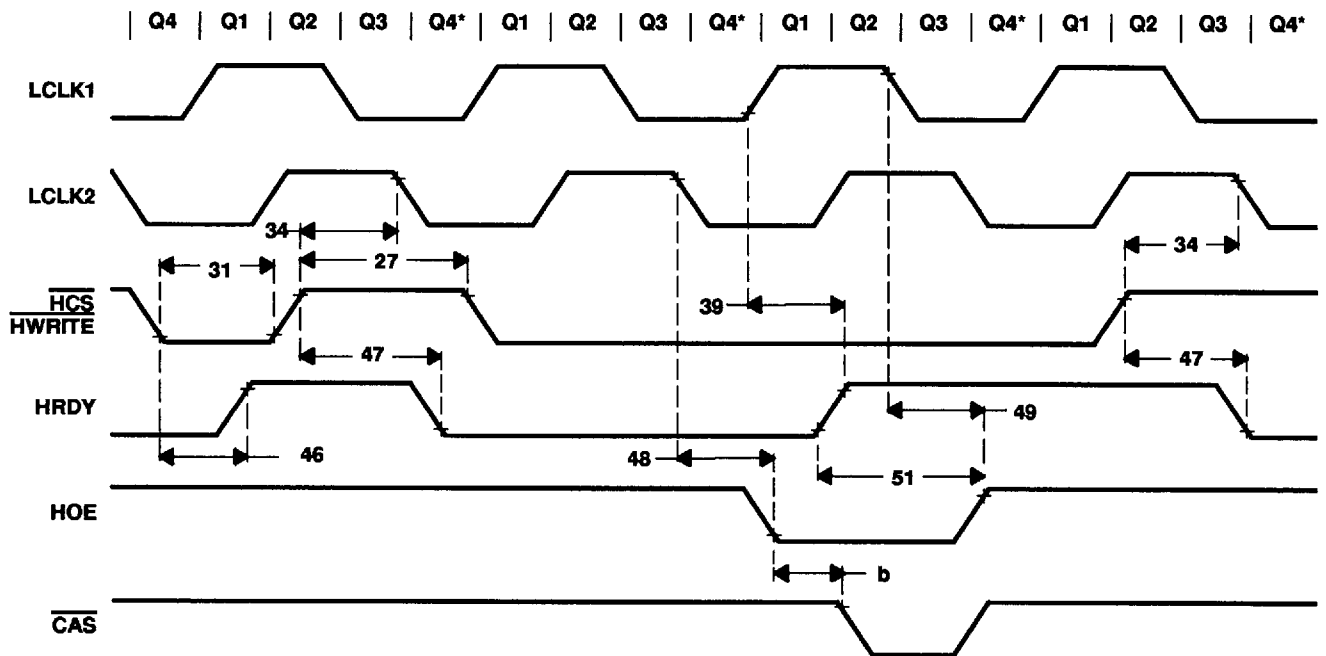 Q4 Q1 Q2 Q3 Q4* Q1 Q2 Q3 Q4* Q1 Q2 Q3 Q4* Q1 Q2 Q3 Q4*
LCLK1
LCLK2
34
34
31
27
HCS
HWRITE
39
47
47
HRDY
49
46
48
51
HOE
b
CAS